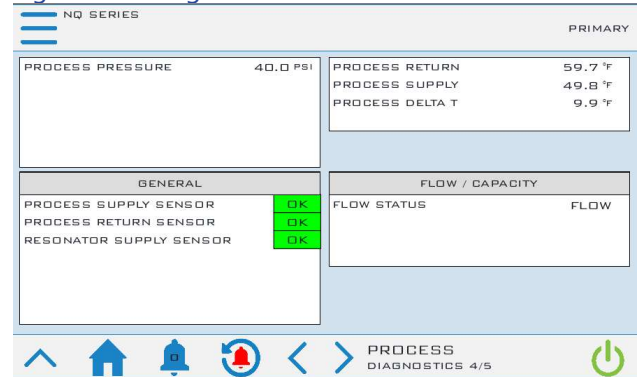 NQ SERIES
PRIMARY
PROCESS PRESSURE 40.0 PSI
PROCESS RETURN 59.7 °F
PROCESS SUPPLY 49.8 °F
PROCESS DELTA T 9.9 °F
GENERAL
PROCESS SUPPLY SENSOR OK
PROCESS RETURN SENSOR OK
RESONATOR SUPPLY SENSOR OK
FLOW / CAPACITY
FLOW STATUS FLOW
0
PROCESS
DIAGNOSTICS 4/5